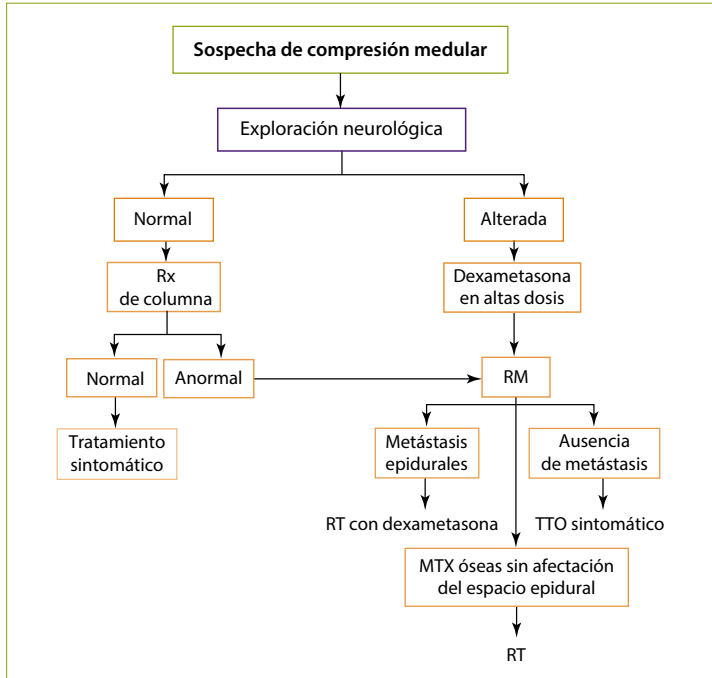 Sospecha de compresión medular
Exploración neurológica
Normal
Alterada
Rx
de columna
Dexametasona
en altas dosis
Normal
Anormal
RM
Tratamiento
sintomático
Metástasis
epidurales
Ausencia
de metástasis
RT con dexametasona
TTO sintomático
MTX óseas sin afectación
del espacio epidural
RT